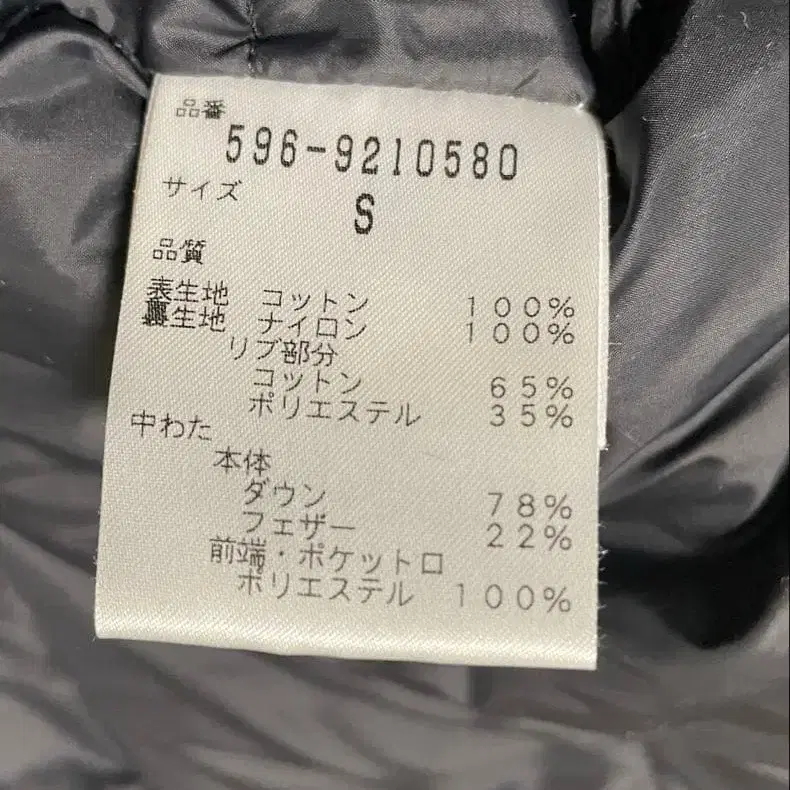 品番
596-9210580
サイズ
S
品質
表生地 コットン 100%
裏生地 ナイロン 100%
リブ部分
コットン 65%
ポリエステル 35%
中わた
本体
ダウン 78%
フェザー 22%
前端・ポケット口
ポリエステル 100%